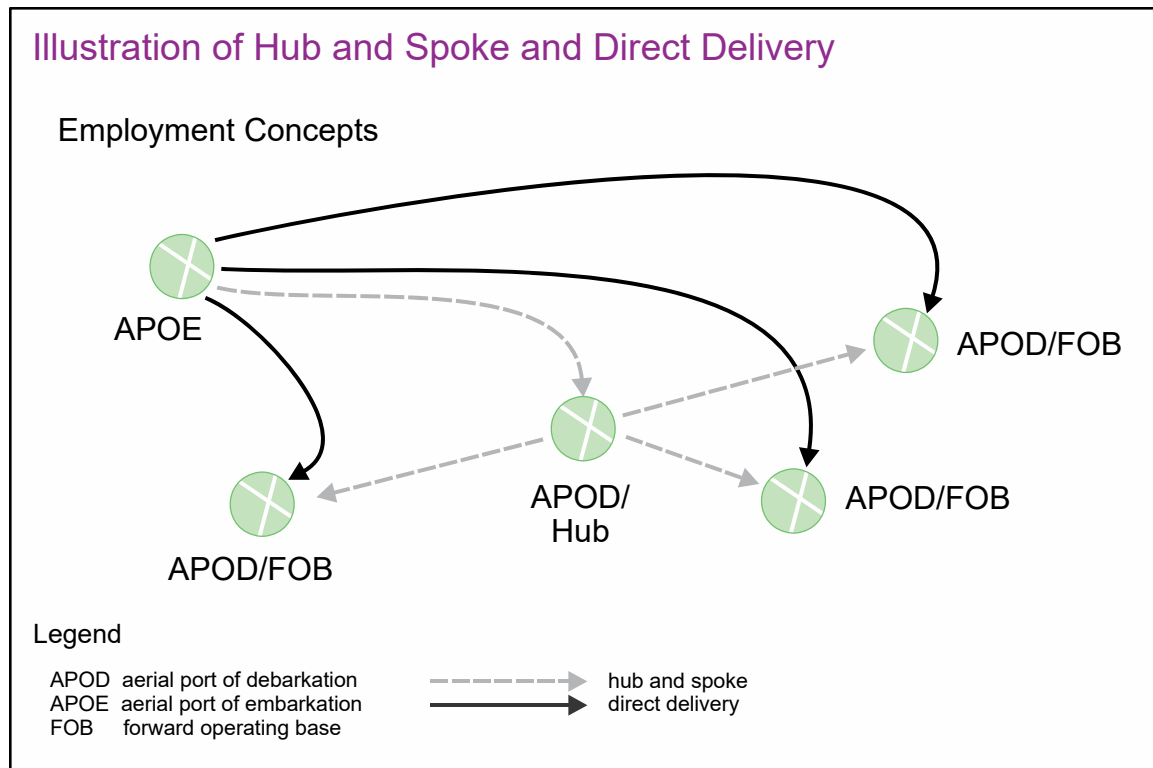 Illustration of Hub and Spoke and Direct Delivery
Employment Concepts
APOE
APOD/FOB
APOD/
Hub
APOD/FOB
APOD/FOB
Legend
APOD aerial port of debarkation
APOE aerial port of embarkation
FOB forward operating base
hub and spoke
direct delivery